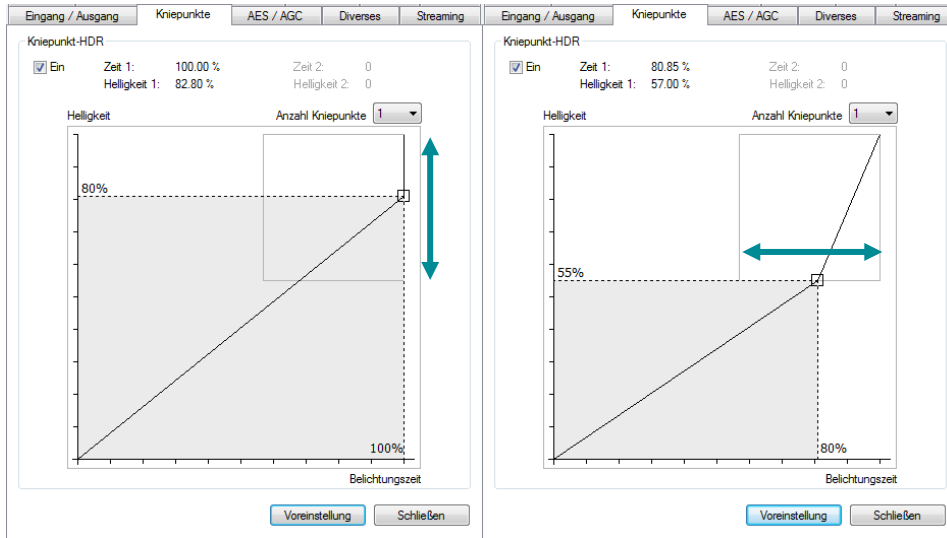 Eingang / Ausgang Kniepunkte AES / AGC Diverses Streaming
Kniepunkt-HDR
Ein Zeit 1: 100.00 % Zeit 2: 0
Helligkeit 1: 82.80 % Helligkeit 2: 0
Helligkeit Anzahl Kniepunkte 1
80%
100%
Belichtungszeit
Voreinstellung Schließen
Eingang / Ausgang Kniepunkte AES / AGC Diverses Streaming
Kniepunkt-HDR
Ein Zeit 1: 80.85 % Zeit 2: 0
Helligkeit 1: 57.00 % Helligkeit 2: 0
Helligkeit Anzahl Kniepunkte 1
55%
80%
Belichtungszeit
Voreinstellung Schließen